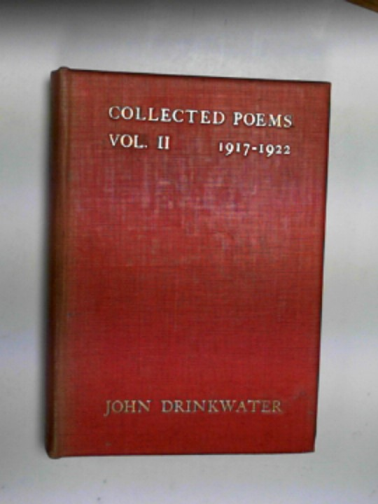 COLLECTED POEMS
VOL. II 1917-1922
JOHN DRINKWATER